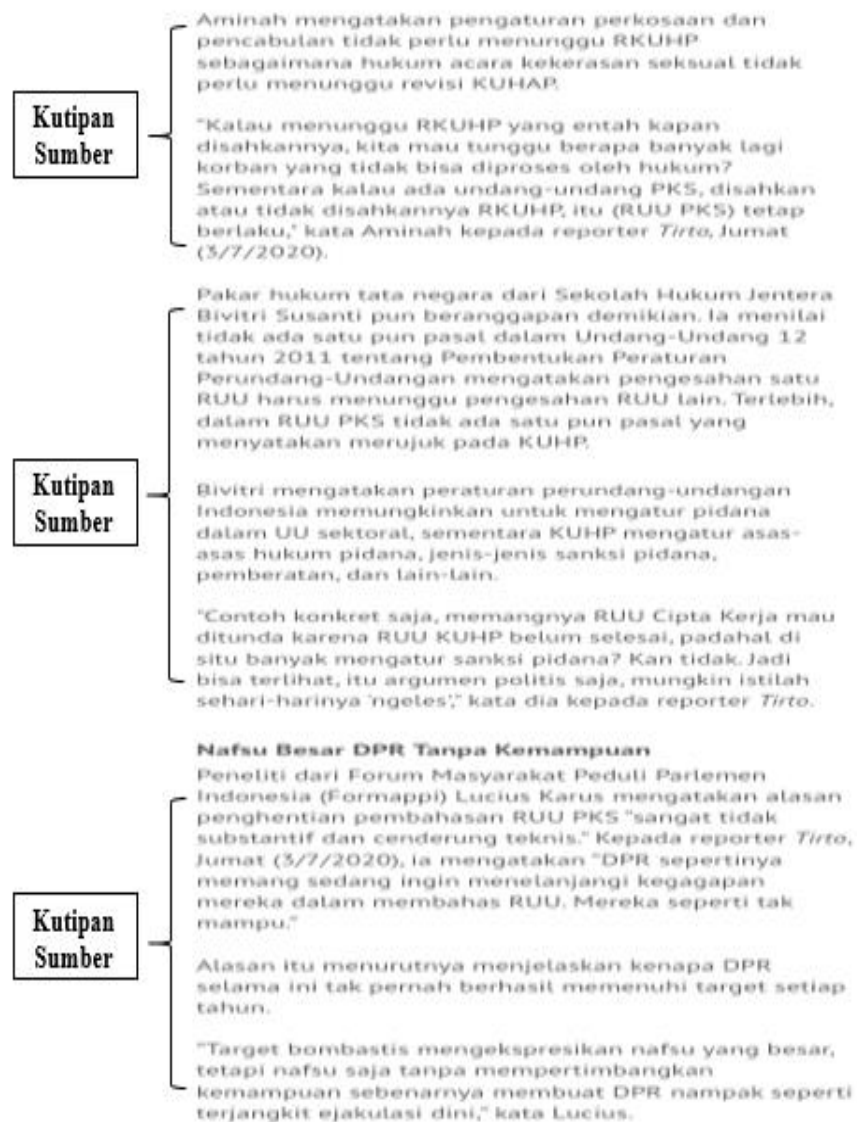 Aminah mengatakan pengaturan perkosaan dan
pencabulan tidak perlu menunggu RKUHP
sebagaimana hukum acara kekerasan seksual tidak
perlu menunggu revisi KUHAP.
Kutipan
Sumber
"Kalau menunggu RKUHP yang entah kapan
disahkannya, kita mau tunggu berapa banyak lagi
korban yang tidak bisa diproses oleh hukum?
Sementara kalau ada undang-undang PKS, disahkan
atau tidak disahkannya RKUHP, itu (RUU PKS) tetap
berlaku," kata Aminah kepada reporter Tirto, Jumat
(3/7/2020).
Pakar hukum tata negara dari Sekolah Hukum Jentera
Bivitri Susanti pun beranggapan demikian. Ia menilai
tidak ada satu pun pasal dalam Undang-Undang 12
tahun 2011 tentang Pembentukan Peraturan
Perundang-Undangan mengatakan pengesahan satu
RUU harus menunggu pengesahan RUU lain. Terlebih,
dalam RUU PKS tidak ada satu pun pasal yang
menyatakan merujuk pada KUHP.
Kutipan
Sumber
Bivitri mengatakan peraturan perundang-undangan
Indonesia memungkinkan untuk mengatur pidana
dalam UU sektoral, sementara KUHP mengatur asas-
asas hukum pidana, jenis-jenis sanksi pidana,
pemberatan, dan lain-lain.
"Contoh konkret saja, memangnya RUU Cipta Kerja mau
ditunda karena RUU KUHP belum selesai, padahal di
situ banyak mengatur sanksi pidana? Kan tidak. Jadi
bisa terlihat, itu argumen politis saja, mungkin istilah
sehari-harinya 'ngeles'," kata dia kepada reporter Tirto.
Nafsu Besar DPR Tanpa Kemampuan
Peneliti dari Forum Masyarakat Peduli Parlemen
Indonesia (Formappi) Lucius Karus mengatakan alasan
penghentian pembahasan RUU PKS "sangat tidak
substantif dan cenderung teknis." Kepada reporter Tirto,
Jumat (3/7/2020), ia mengatakan "DPR sepertinya
memang sedang ingin menelanjangi kegagapan
mereka dalam membahas RUU. Mereka seperti tak
mampu."
Kutipan
Sumber
Alasan itu menurutnya menjelaskan kenapa DPR
selama ini tak pernah berhasil memenuhi target setiap
tahun.
"Target bombastis mengekspresikan nafsu yang besar,
tetapi nafsu saja tanpa mempertimbangkan
kemampuan sebenarnya membuat DPR nampak seperti
terjangkit ejakulasi dini," kata Lucius.